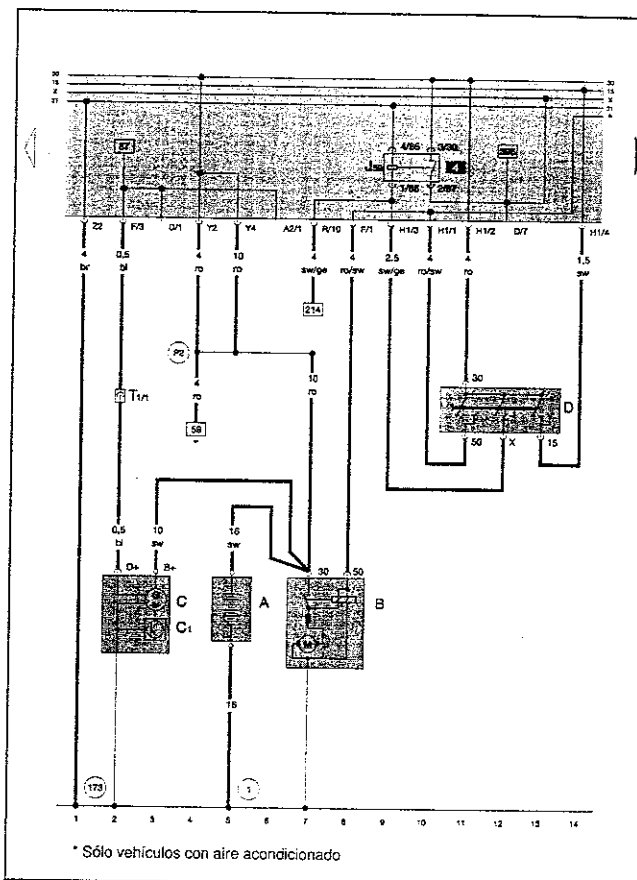 30 30
15 15
X X
31 31
4/86 3/30
J59 4
1/85 2/87
Z2 F/3 G/1 Y2 Y4 A2/1 R/10 F/1 H1/3 H1/1 H1/2 D/7 H1/4
4 0,5 4 10 4 4 2,5 4 4 1,5
br bl ro ro sw/ge ro/sw sw/ge ro/sw ro sw
214
P2
4 10
ro ro
59
T1/1
30
D
50 X 15
0,5 10 16
bl sw sw
D+ B+ 30 50
C A B
C1
M
16
173 1
1 2 3 4 5 6 7 8 9 10 11 12 13 14
* Sólo vehículos con aire acondicionado